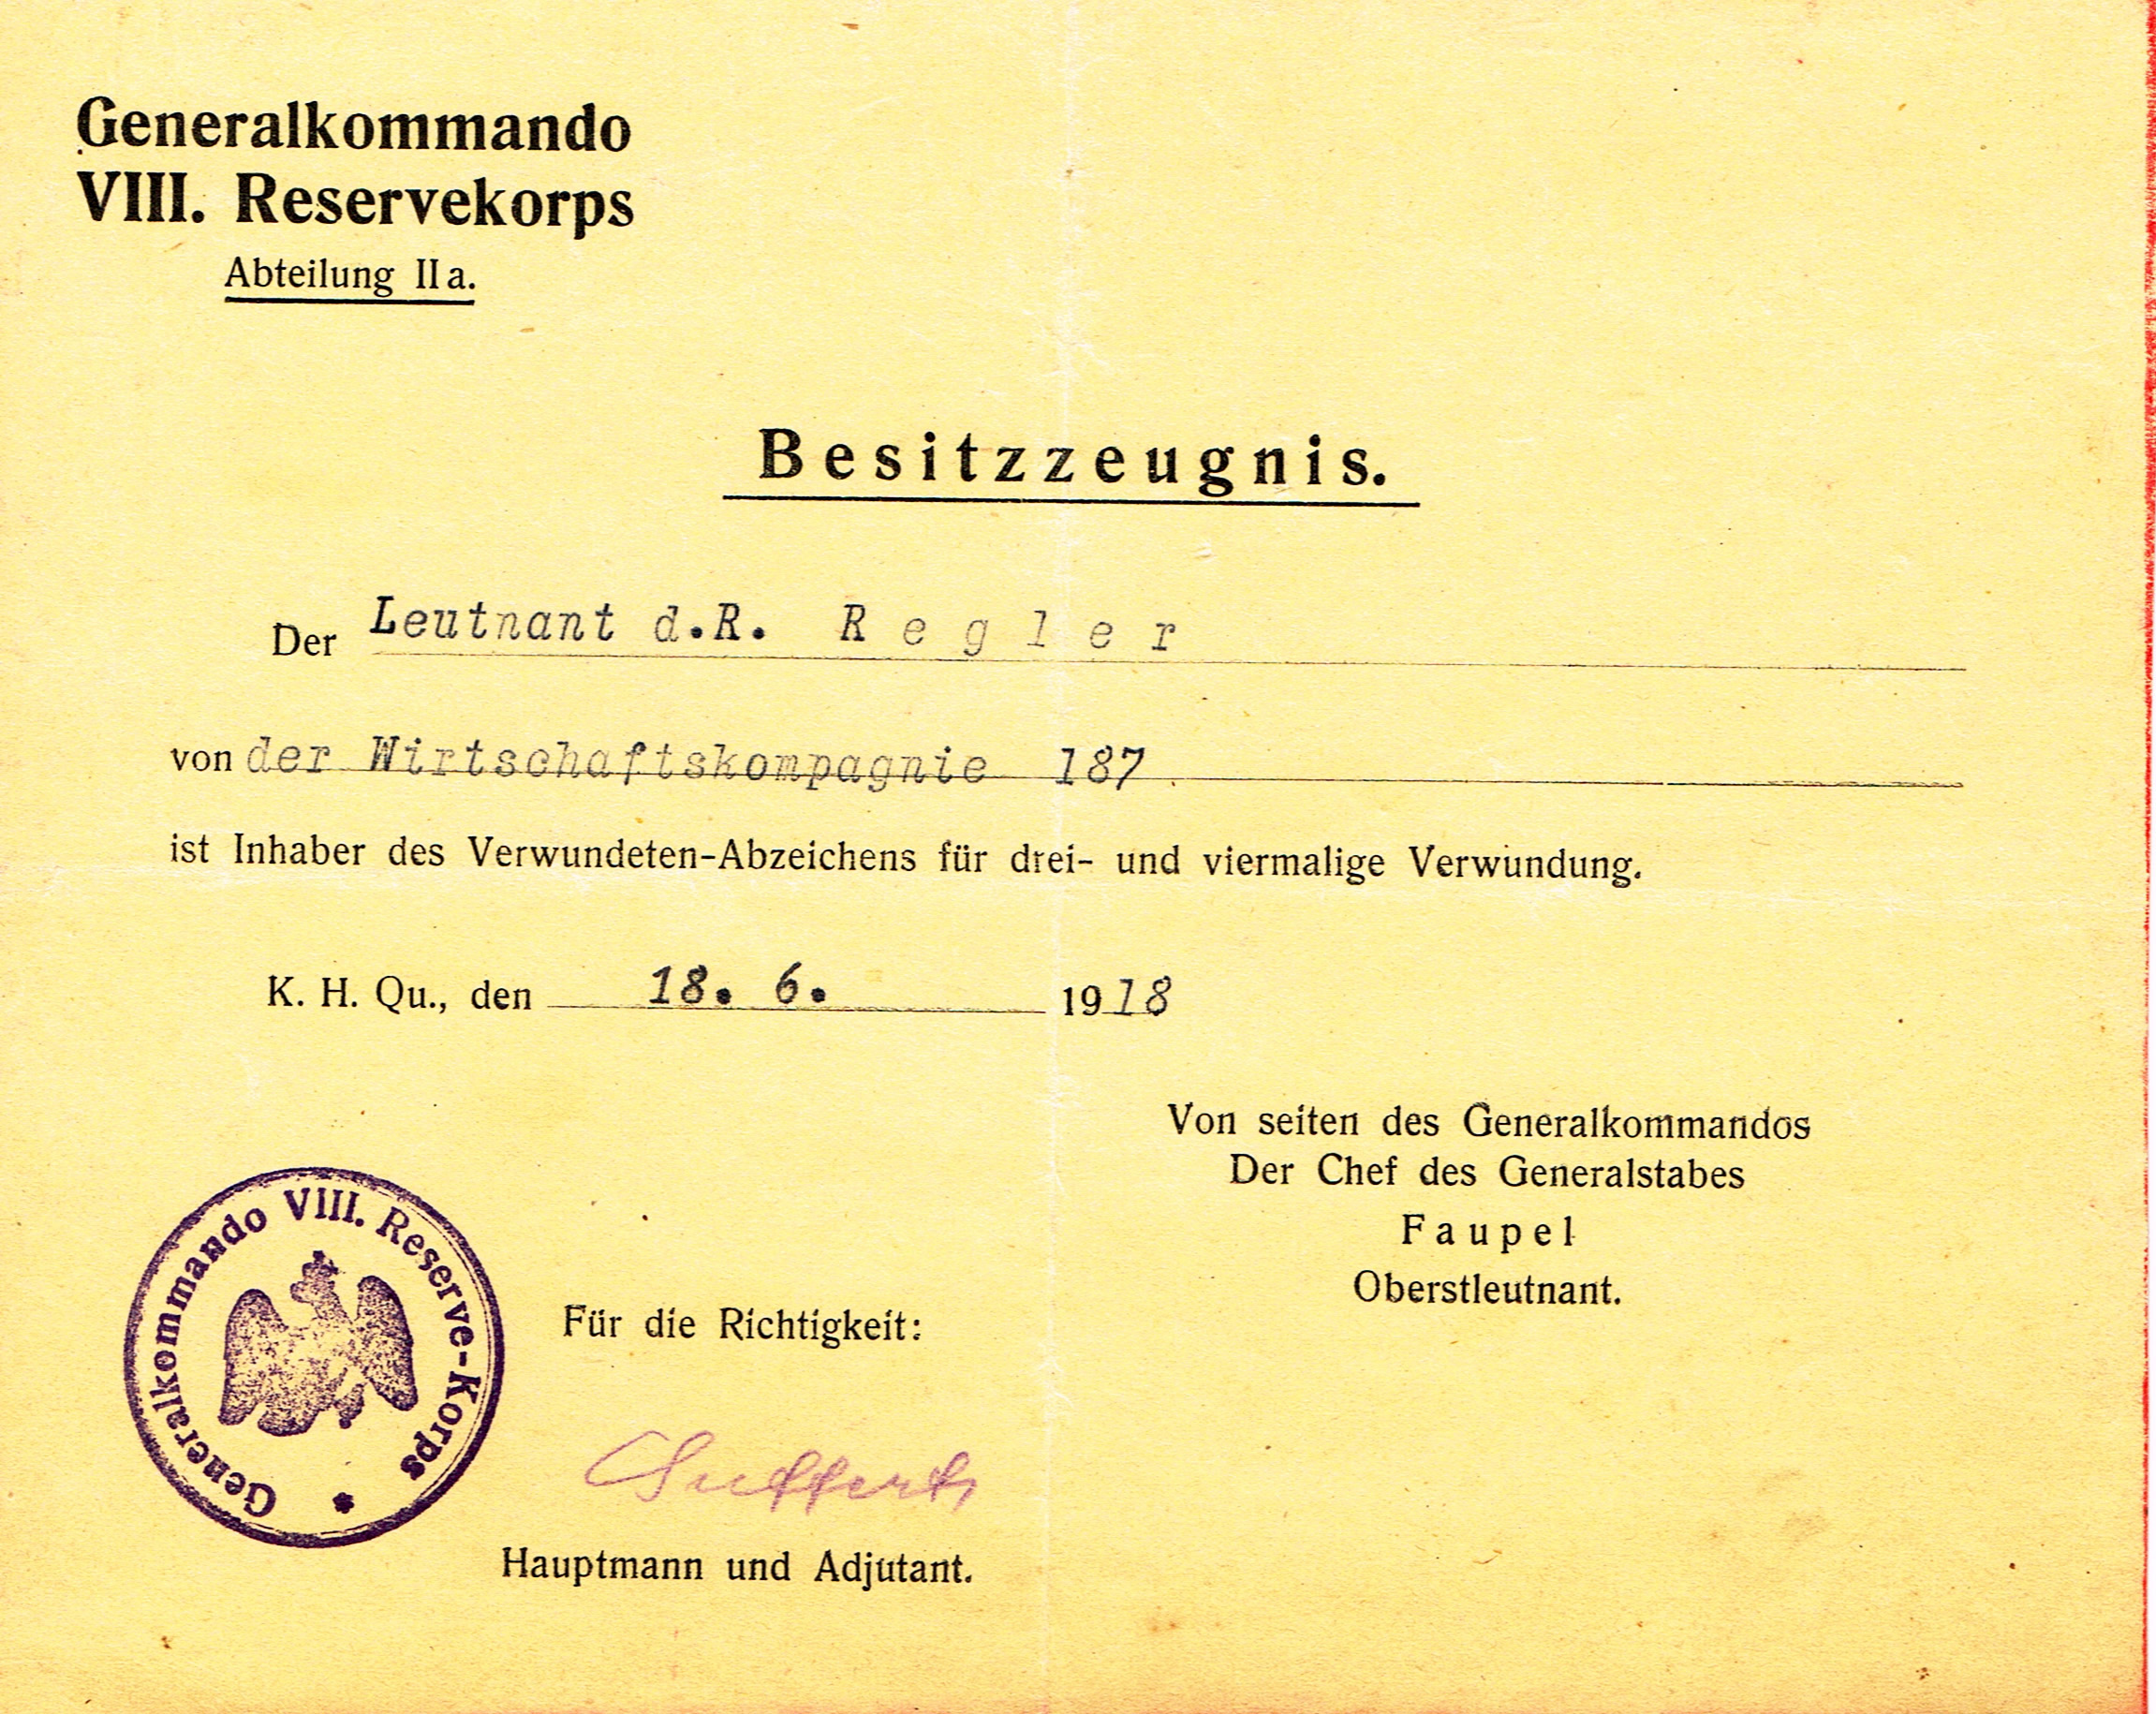 Generalkommando
VIII. Reservekorps
Abteilung II a.
Besitzzeugnis.
Der Leutnant d.R. Regler
von der Wirtschaftskompagnie 187
ist Inhaber des Verwundeten-Abzeichens für drei- und viermalige Verwundung.
K. H. Qu., den 18. 6. 1918
Von seiten des Generalkommandos
Der Chef des Generalstabes
Faupel
Oberstleutnant.
Generalkommando VIII. Reserve-Korps *
Für die Richtigkeit:
Hauptmann und Adjutant.